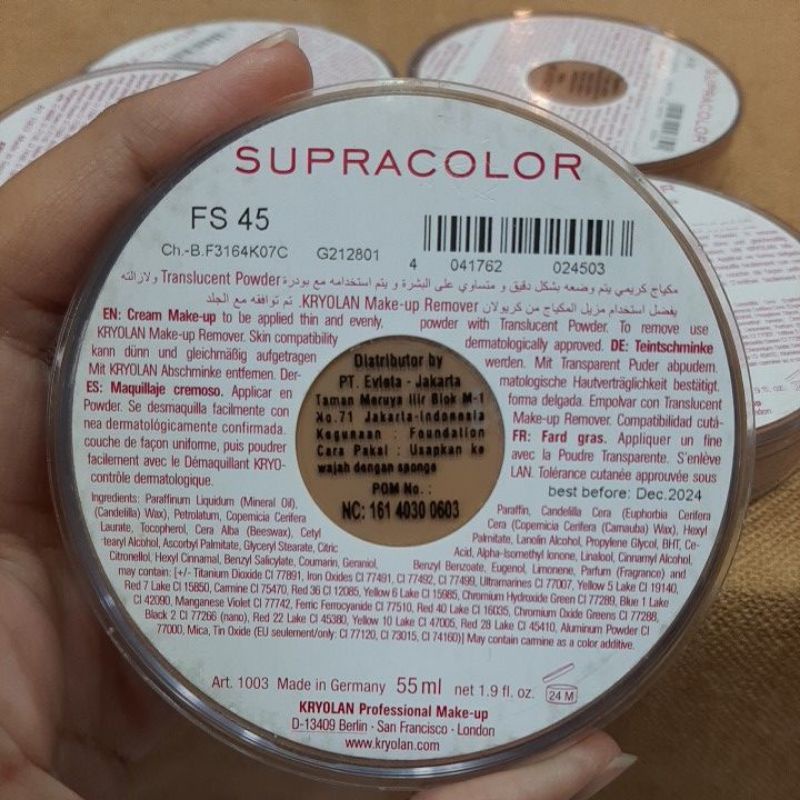 SUPRACOLOR
FS 45
Ch.-B.F3164K07C G212801
4 041762 024503
مكياج كريمي يتم وضعه بشكل دقيق و متساوي على البشرة و يتم استخدامه مع بودرة Translucent Powder ولازالته
يفضل استخدام مزيل المكياج من كريولان KRYOLAN Make-up Remover. تم توافقه مع الجلد
EN: Cream Make-up to be applied thin and evenly, powder with Translucent Powder. To remove use
KRYOLAN Make-up Remover. Skin compatibility dermatologically approved. DE: Teintschminke
kann dünn und gleichmäßig aufgetragen werden. Mit Transparent Puder abpudern.
Mit KRYOLAN Abschminke entfernen. Der- matologische Hautverträglichkeit bestätigt.
ES: Maquillaje cremoso. Aplicar en forma delgada. Empolvar con Translucent
Powder. Se desmaquilla facilmente con Make-up Remover. Compatibilidad cutá-
nea dermatológicamente confirmada. FR: Fard gras. Appliquer un fine
couche de façon uniforme, puis poudrer avec la Poudre Transparente. S'enlève
facilement avec le Démaquillant KRYO- LAN. Tolérance cutanée approuvée sous
contrôle dermatologique.
best before: Dec.2024
Distributor by
PT. Evieta - Jakarta
Taman Meruya Ilir Blok M-1
No.71 Jakarta-Indonesia
Kegunaan : Foundation
Cara Pakai : Usapkan ke
wajah dengan sponge
POM No. :
NC: 161 4030 0603
Ingredients: Paraffinum Liquidum (Mineral Oil), Paraffin, Candelilla Cera (Euphorbia Cerifera
(Candelilla) Wax), Petrolatum, Copernicia Cerifera Cera (Copernicia Cerifera (Carnauba) Wax), Hexyl
Laurate, Tocopherol, Cera Alba (Beeswax), Cetyl Palmitate, Lanolin Alcohol, Propylene Glycol, BHT, Ce-
tearyl Alcohol, Ascorbyl Palmitate, Glyceryl Stearate, Citric Acid, Alpha-Isomethyl Ionone, Linalool, Cinnamyl Alcohol,
Citronellol, Hexyl Cinnamal, Benzyl Salicylate, Coumarin, Geraniol, Benzyl Benzoate, Eugenol, Limonene, Parfum (Fragrance) and
may contain: [+/- Titanium Dioxide CI 77891, Iron Oxides CI 77491, CI 77492, CI 77499, Ultramarines CI 77007, Yellow 5 Lake CI 19140,
Red 7 Lake CI 15850, Carmine CI 75470, Red 36 CI 12085, Yellow 6 Lake CI 15985, Chromium Hydroxide Green CI 77289, Blue 1 Lake
CI 42090, Manganese Violet CI 77742, Ferric Ferrocyanide CI 77510, Red 40 Lake CI 16035, Chromium Oxide Greens CI 77288,
Black 2 CI 77266 (nano), Red 22 Lake CI 45380, Yellow 10 Lake CI 47005, Red 28 Lake CI 45410, Aluminum Powder CI
77000, Mica, Tin Oxide (EU seulement/only: CI 77120, CI 73015, CI 74160)] May contain carmine as a color additive.
Art. 1003 Made in Germany 55 ml net 1.9 fl. oz. 24 M
KRYOLAN Professional Make-up
D-13409 Berlin · San Francisco · London
www.kryolan.com
SUPRACOLOR